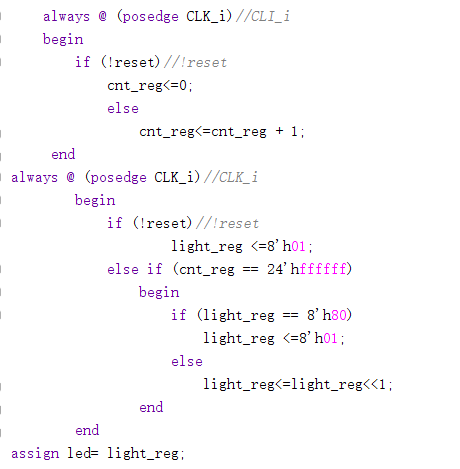 always @ (posedge CLK_i)//CLI_i
begin
if (!reset)//!reset
cnt_reg<=0;
else
cnt_reg<=cnt_reg + 1;
end
always @ (posedge CLK_i)//CLK_i
begin
if (!reset)//!reset
light_reg <=8'h01;
else if (cnt_reg == 24'hffffff)
begin
if (light_reg == 8'h80)
light_reg <=8'h01;
else
light_reg<=light_reg<<1;
end
end
assign led= light_reg;